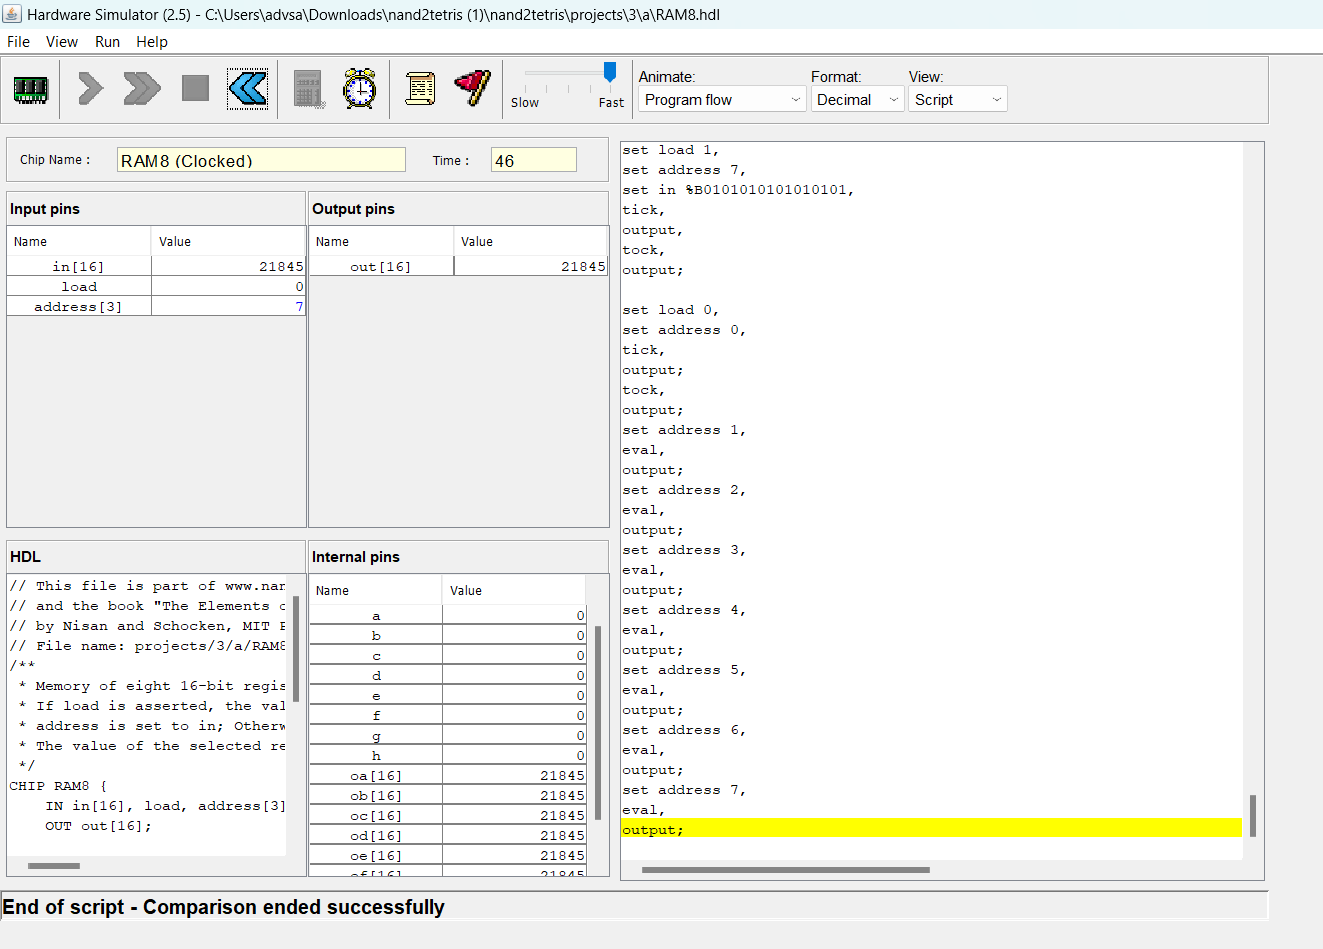 Hardware Simulator (2.5) - C:\Users\advsa\Downloads\nand2tetris (1)\nand2tetris\projects\3\a\RAM8.hdl
File View Run Help
Slow Fast
Animate: Format: View:
Program flow Decimal Script
Chip Name : RAM8 (Clocked) Time : 46
Input pins
Name Value
in[16] 21845
load 0
address[3] 7
Output pins
Name Value
out[16] 21845
HDL
// This file is part of www.nan
// and the book "The Elements o
// by Nisan and Schocken, MIT P
// File name: projects/3/a/RAM8
/**
* Memory of eight 16-bit regis
* If load is asserted, the val
* address is set to in; Otherw
* The value of the selected re
*/
CHIP RAM8 {
IN in[16], load, address[3]
OUT out[16];
Internal pins
Name Value
a 0
b 0
c 0
d 0
e 0
f 0
g 0
h 0
oa[16] 21845
ob[16] 21845
oc[16] 21845
od[16] 21845
oe[16] 21845
of[16] 21845
set load 1,
set address 7,
set in %B0101010101010101,
tick,
output,
tock,
output;
set load 0,
set address 0,
tick,
output;
tock,
output;
set address 1,
eval,
output;
set address 2,
eval,
output;
set address 3,
eval,
output;
set address 4,
eval,
output;
set address 5,
eval,
output;
set address 6,
eval,
output;
set address 7,
eval,
output;
End of script - Comparison ended successfully